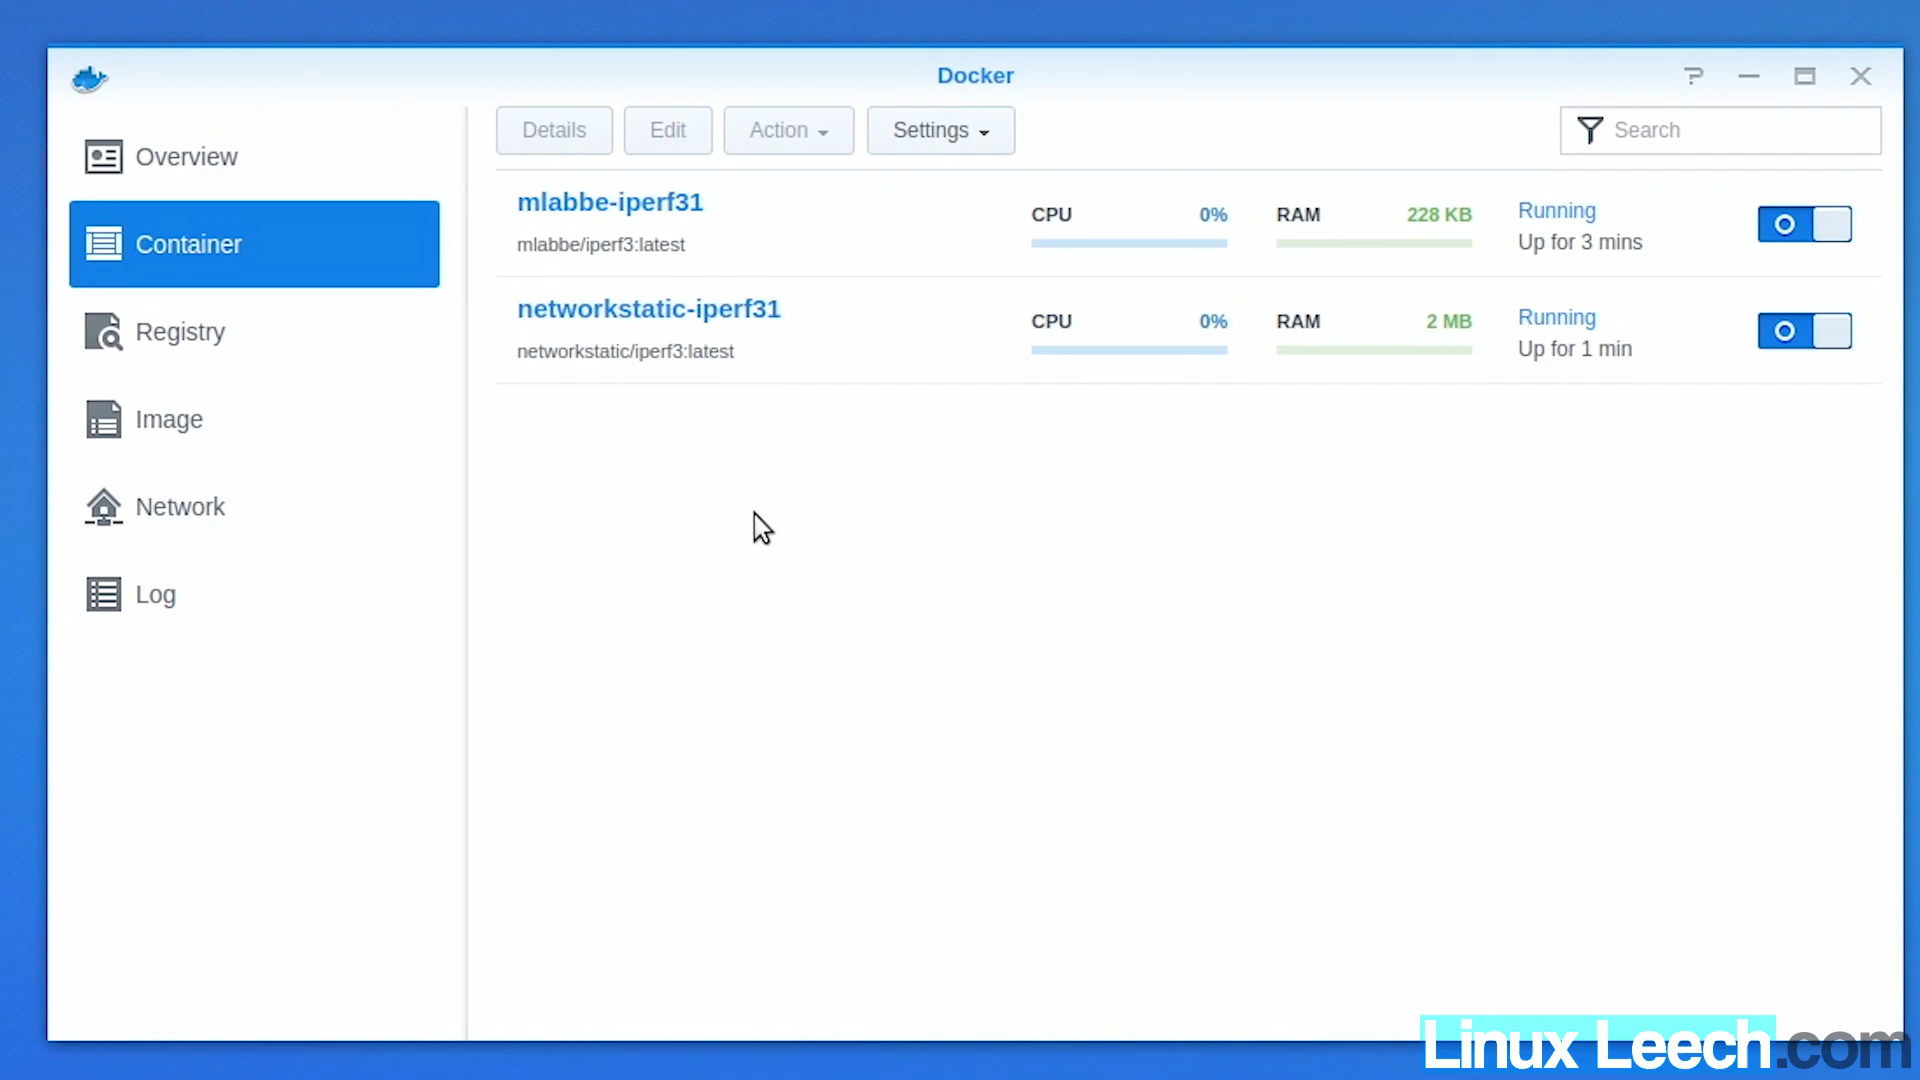 Docker
Overview
Container
Registry
Image
Network
Log
Details
Edit
Action
Settings
Search
mlabbe-iperf31
mlabbe/iperf3:latest
CPU 0%
RAM 228 KB
Running
Up for 3 mins
networkstatic-iperf31
networkstatic/iperf3:latest
CPU 0%
RAM 2 MB
Running
Up for 1 min
Linux Leech.com